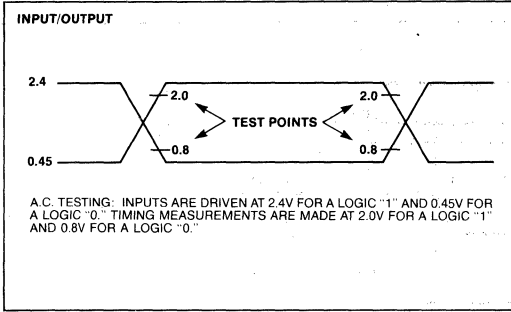 INPUT/OUTPUT
2.4
2.0
2.0
TEST POINTS
0.8
0.8
0.45
A.C. TESTING: INPUTS ARE DRIVEN AT 2.4V FOR A LOGIC "1" AND 0.45V FOR
A LOGIC "0." TIMING MEASUREMENTS ARE MADE AT 2.0V FOR A LOGIC "1"
AND 0.8V FOR A LOGIC "0."